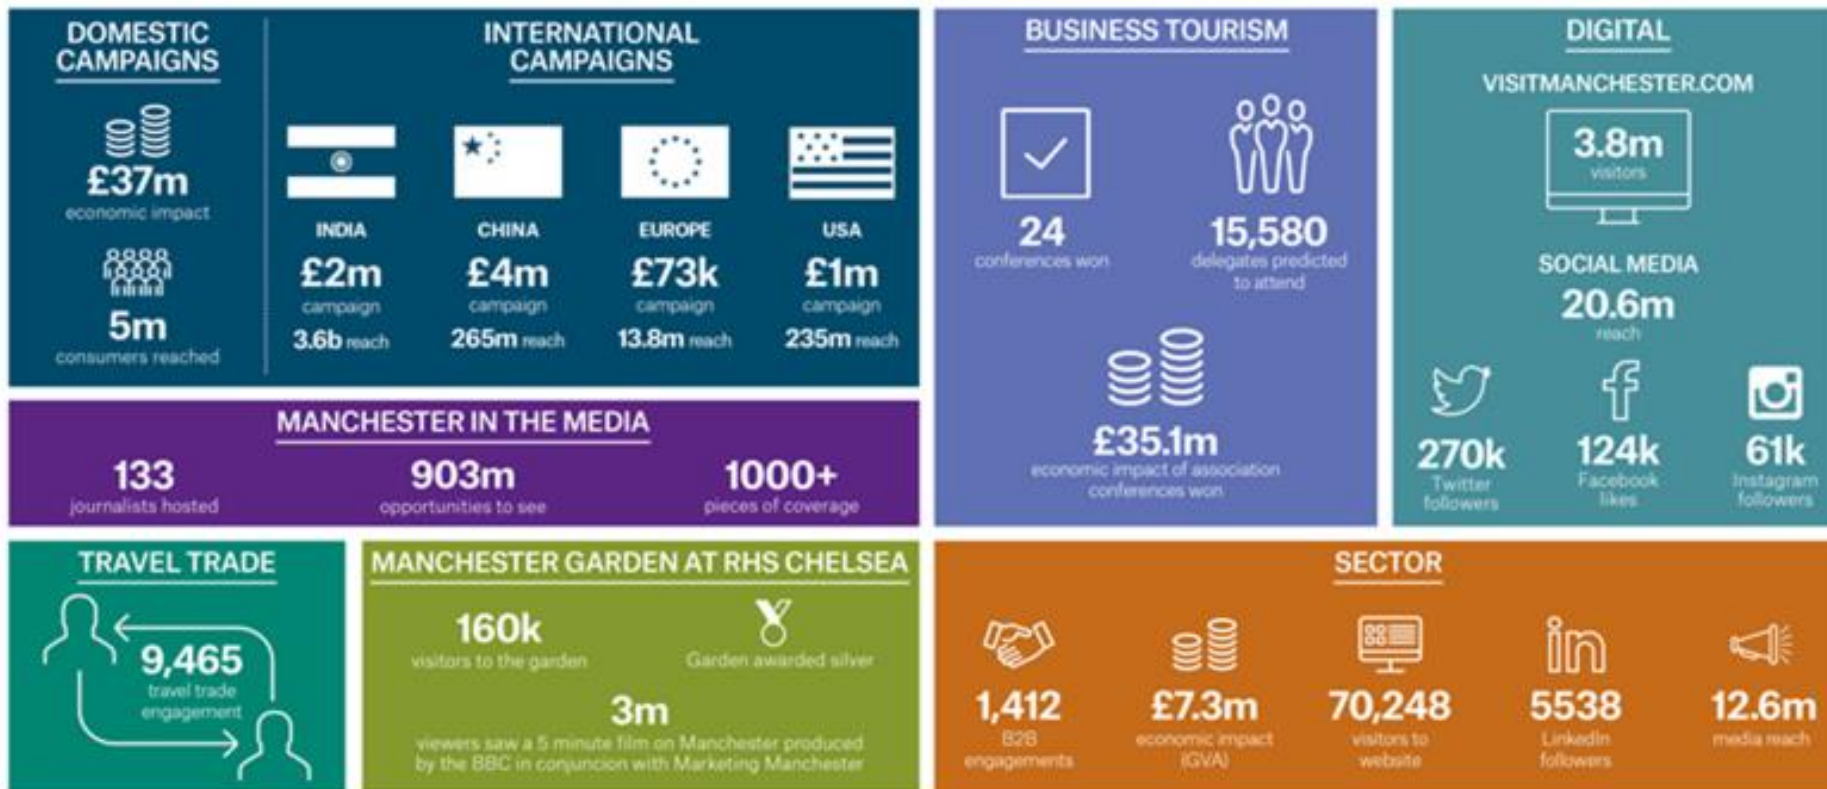 DOMESTIC
CAMPAIGNS
£37m
economic impact
5m
consumers reached
INTERNATIONAL
CAMPAIGNS
INDIA
£2m
campaign
3.6b reach
CHINA
£4m
campaign
265m reach
EUROPE
£73k
campaign
13.8m reach
USA
£1m
campaign
235m reach
BUSINESS TOURISM
24
conferences won
15,580
delegates predicted
to attend
£35.1m
economic impact of association
conferences won
DIGITAL
VISITMANCHESTER.COM
3.8m
visitors
SOCIAL MEDIA
20.6m
reach
270k
Twitter
followers
124k
Facebook
likes
61k
Instagram
followers
MANCHESTER IN THE MEDIA
133
journalists hosted
903m
opportunities to see
1000+
pieces of coverage
TRAVEL TRADE
9,465
travel trade
engagement
MANCHESTER GARDEN AT RHS CHELSEA
160k
visitors to the garden
Garden awarded silver
3m
viewers saw a 5 minute film on Manchester produced
by the BBC in conjuncion with Marketing Manchester
SECTOR
1,412
B2B
engagements
£7.3m
economic impact
(GVA)
70,248
visitors to
website
in
5538
LinkedIn
followers
12.6m
media reach